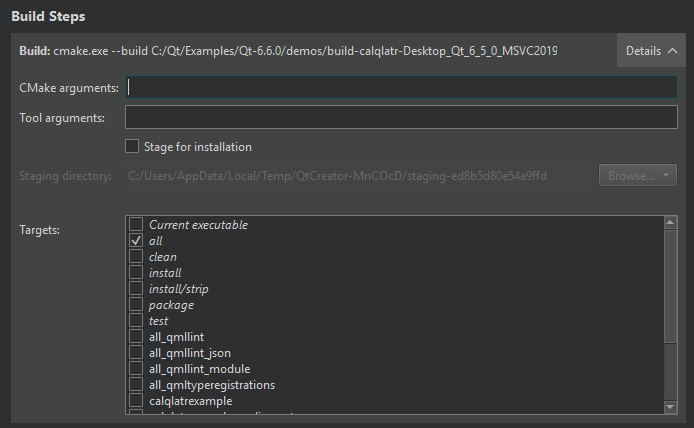 Build Steps
Build: cmake.exe --build C:/Qt/Examples/Qt-6.6.0/demos/build-calqlatr-Desktop_Qt_6_5_0_MSVC2019
Details
CMake arguments:
Tool arguments:
Stage for installation
Staging directory: C:/Users/AppData/Local/Temp/QtCreator-MnCOcD/staging-ed8b5d80e54a9ffd Browse...
Targets:
Current executable
all
clean
install
install/strip
package
test
all_qmllint
all_qmllint_json
all_qmllint_module
all_qmltyperegistrations
calqlatrexample